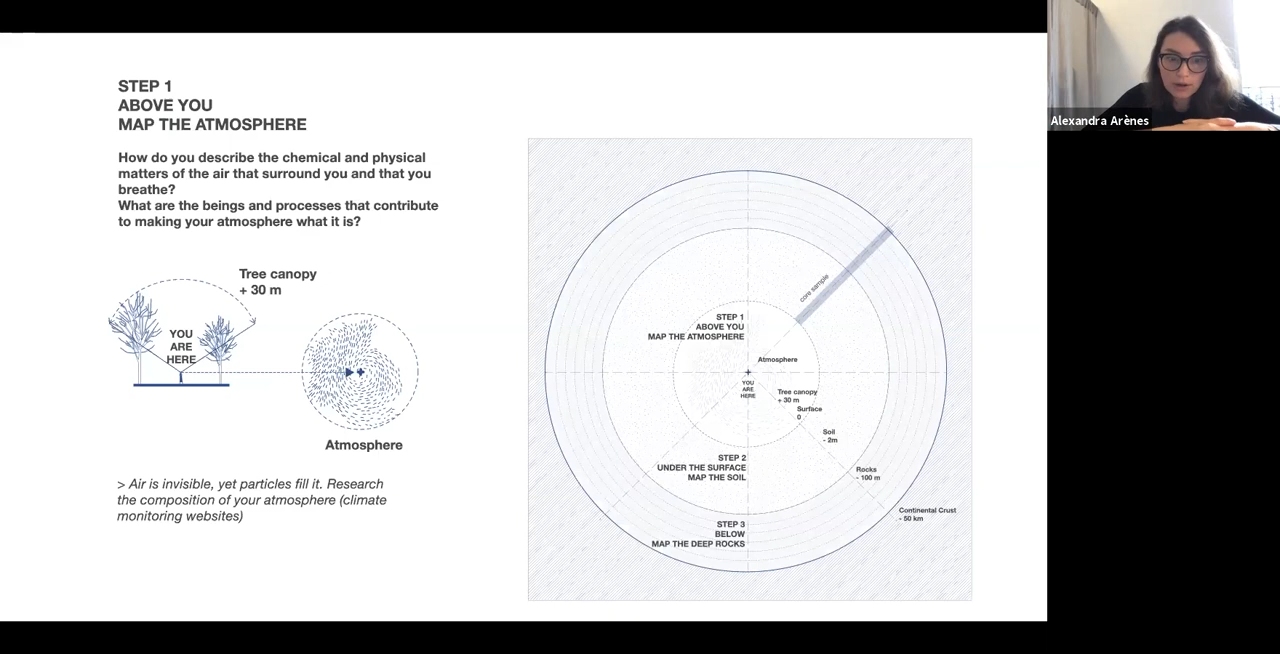 STEP 1
ABOVE YOU
MAP THE ATMOSPHERE
How do you describe the chemical and physical
matters of the air that surround you and that you
breathe?
What are the beings and processes that contribute
to making your atmosphere what it is?
Tree canopy
+ 30 m
YOU
ARE
HERE
Atmosphere
> Air is invisible, yet particles fill it. Research
the composition of your atmosphere (climate
monitoring websites)
core sample
STEP 1
ABOVE YOU
MAP THE ATMOSPHERE
Atmosphere
YOU
ARE
HERE
Tree canopy
+ 30 m
Surface
0
Soil
- 2m
STEP 2
UNDER THE SURFACE
MAP THE SOIL
Rocks
- 100 m
Continental Crust
- 50 km
STEP 3
BELOW
MAP THE DEEP ROCKS
Alexandra Arènes